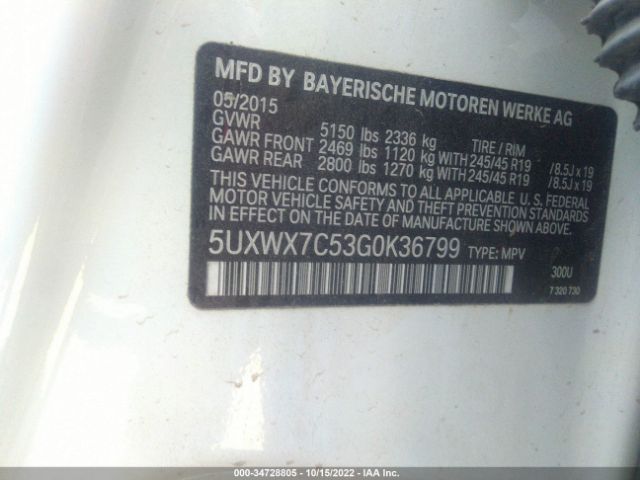 MFD BY BAYERISCHE MOTOREN WERKE AG
05/2015
GVWR 5150 lbs 2336 kg TIRE / RIM
GAWR FRONT 2469 lbs 1120 kg WITH 245/45 R19 /8.5J x 19
GAWR REAR 2800 lbs 1270 kg WITH 245/45 R19 /8.5J x 19
THIS VEHICLE CONFORMS TO ALL APPLICABLE U. S. FEDERAL
MOTOR VEHICLE SAFETY AND THEFT PREVENTION STANDARDS
IN EFFECT ON THE DATE OF MANUFACTURE SHOWN ABOVE.
5UXWX7C53G0K36799 TYPE: MPV
300U
7 320 730
000-34728805 | 10/15/2022 | IAA Inc.